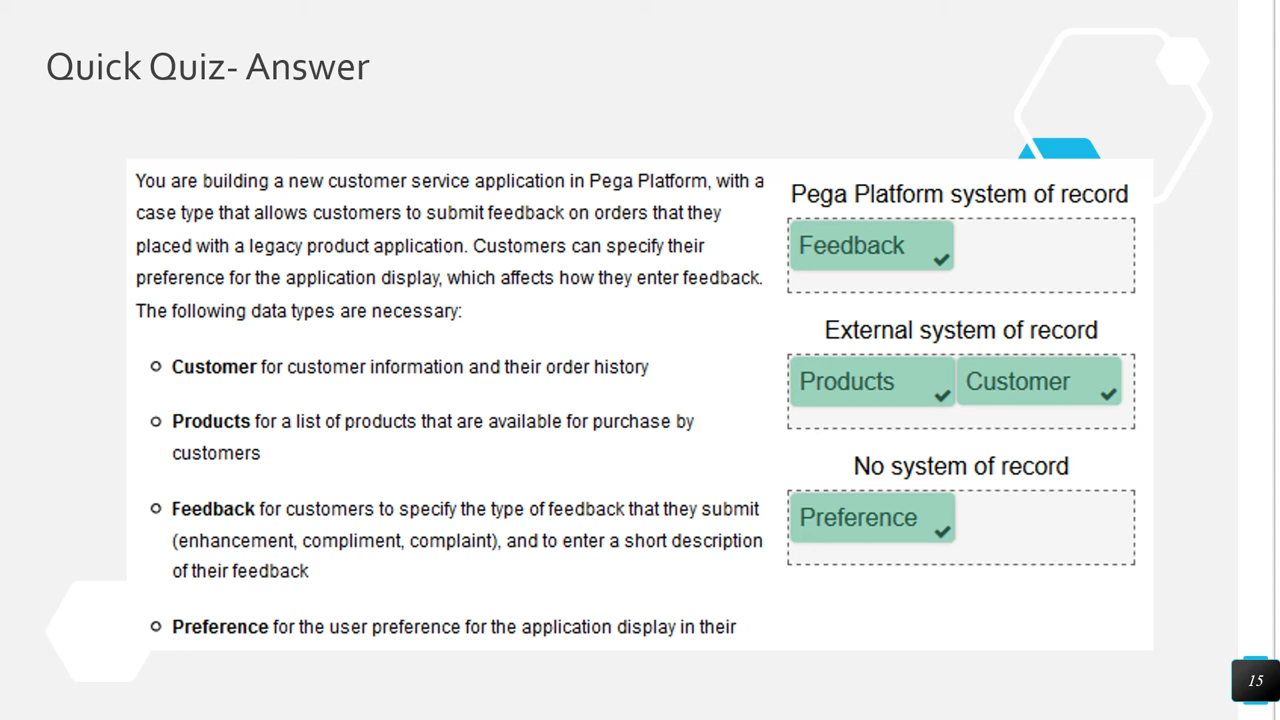 Quick Quiz- Answer
You are building a new customer service application in Pega Platform, with a
case type that allows customers to submit feedback on orders that they
placed with a legacy product application. Customers can specify their
preference for the application display, which affects how they enter feedback.
The following data types are necessary:
Customer for customer information and their order history
Products for a list of products that are available for purchase by
customers
Feedback for customers to specify the type of feedback that they submit
(enhancement, compliment, complaint), and to enter a short description
of their feedback
Preference for the user preference for the application display in their
Pega Platform system of record
Feedback
External system of record
Products Customer
No system of record
Preference
15